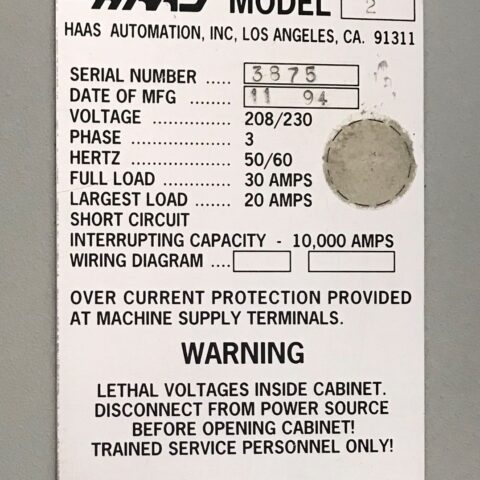 HAAS MODEL 2
HAAS AUTOMATION, INC, LOS ANGELES, CA. 91311
SERIAL NUMBER ..... 3875
DATE OF MFG ........ 11 94
VOLTAGE ............... 208/230
PHASE ................... 3
HERTZ ................... 50/60
FULL LOAD ............. 30 AMPS
LARGEST LOAD ...... 20 AMPS
SHORT CIRCUIT
INTERRUPTING CAPACITY - 10,000 AMPS
WIRING DIAGRAM ....
OVER CURRENT PROTECTION PROVIDED
AT MACHINE SUPPLY TERMINALS.
WARNING
LETHAL VOLTAGES INSIDE CABINET.
DISCONNECT FROM POWER SOURCE
BEFORE OPENING CABINET!
TRAINED SERVICE PERSONNEL ONLY!